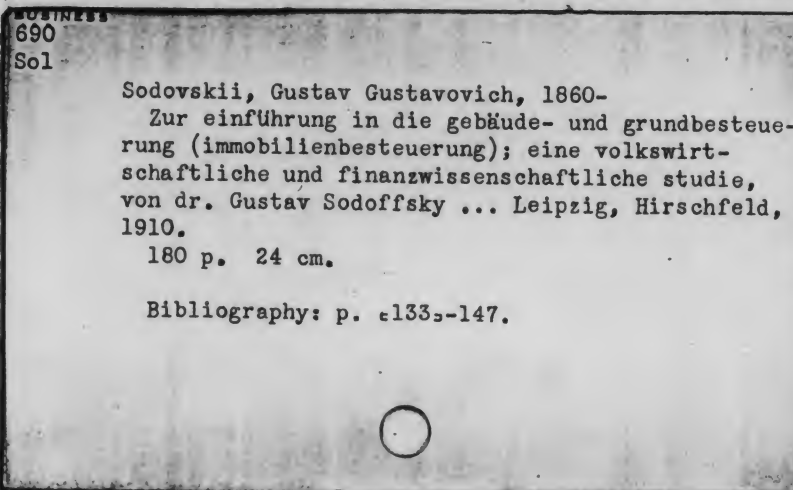 BUSINESS
690
Sol
Sodovskii, Gustav Gustavovich, 1860-
Zur einführung in die gebäude- und grundbesteue-
rung (immobilienbesteuerung); eine volkswirt-
schaftliche und finanzwissenschaftliche studie,
von dr. Gustav Sodoffsky ... Leipzig, Hirschfeld,
1910.
180 p. 24 cm.
Bibliography: p. [133]-147.